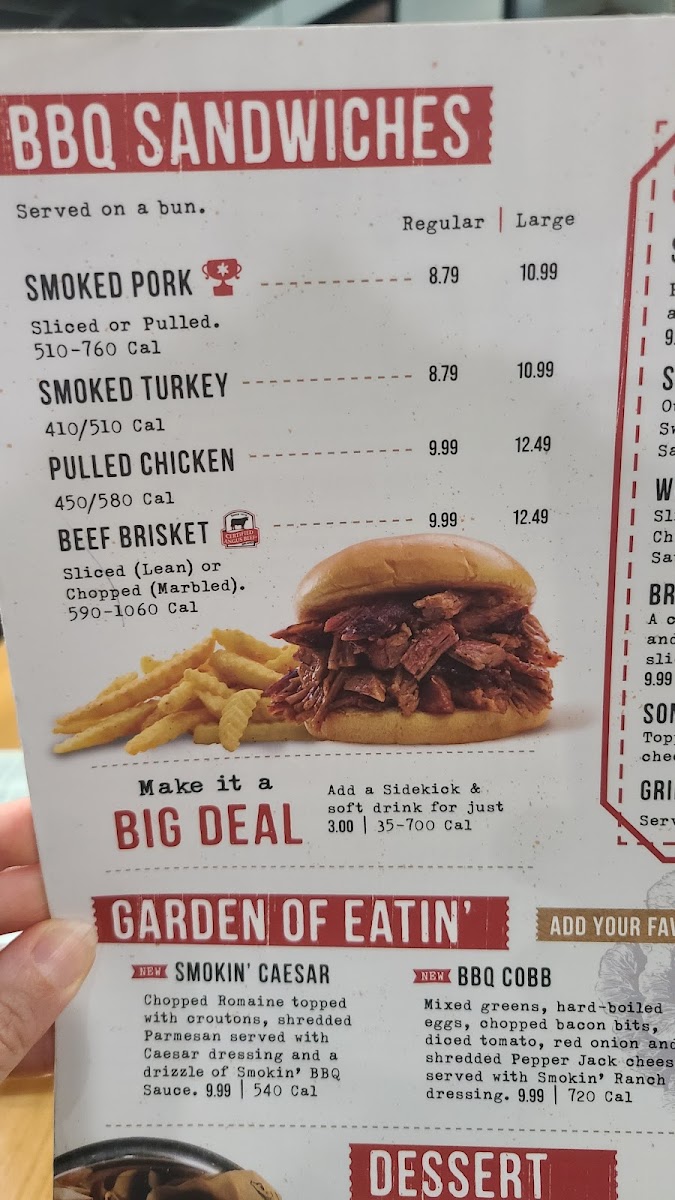 BBQ SANDWICHES
Served on a bun.
Regular | Large
SMOKED PORK 8.79 10.99
Sliced or Pulled.
510-760 Cal
SMOKED TURKEY 8.79 10.99
410/510 Cal
PULLED CHICKEN 9.99 12.49
450/580 Cal
BEEF BRISKET 9.99 12.49
CERTIFIED
ANGUS BEEF
Sliced (Lean) or
Chopped (Marbled).
590-1060 Cal
Make it a
BIG DEAL
Add a Sidekick &
soft drink for just
3.00 | 35-700 Cal
GARDEN OF EATIN'
ADD YOUR FAV
NEW SMOKIN' CAESAR
Chopped Romaine topped
with croutons, shredded
Parmesan served with
Caesar dressing and a
drizzle of Smokin' BBQ
Sauce. 9.99 | 540 Cal
NEW BBQ COBB
Mixed greens, hard-boiled
eggs, chopped bacon bits,
diced tomato, red onion and
shredded Pepper Jack chees
served with Smokin' Ranch
dressing. 9.99 | 720 Cal
DESSERT
9.99